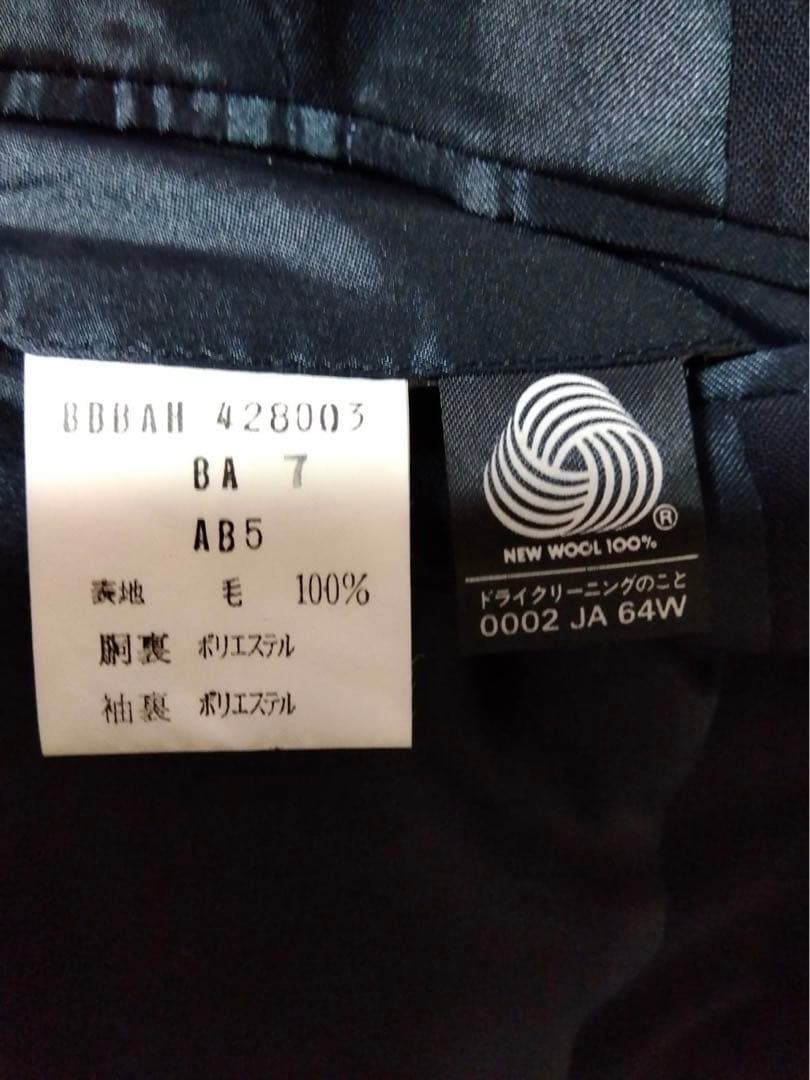 BDBAH 428003
BA 7
AB5
表地 毛 100%
胴裏 ポリエステル
袖裏 ポリエステル
®
NEW WOOL 100%
ドライクリーニングのこと
0002 JA 64W